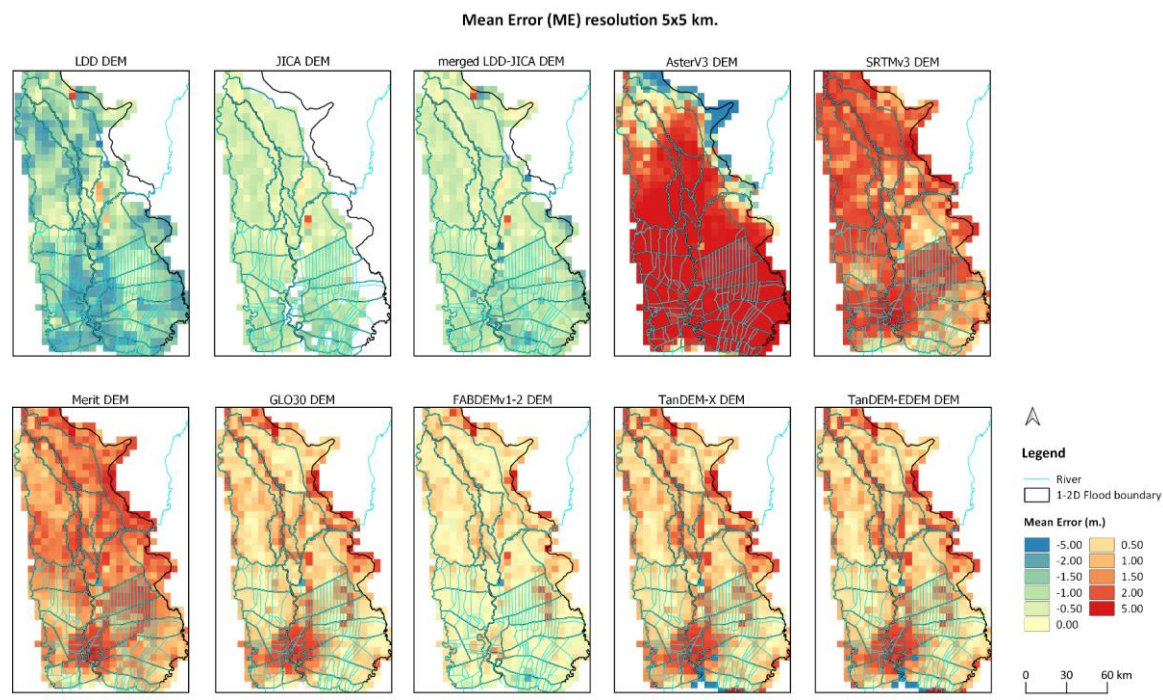 Mean Error (ME) resolution 5x5 km.
LDD DEM
JICA DEM
merged LDD-JICA DEM
AsterV3 DEM
SRTMv3 DEM
Merit DEM
GLO30 DEM
FABDEMv1-2 DEM
TanDEM-X DEM
TanDEM-EDEM DEM
Legend
River
1-2D Flood boundary
Mean Error (m.)
-5.00 0.50
-2.00 1.00
-1.50 1.50
-1.00 2.00
-0.50 5.00
0.00
0 30 60 km